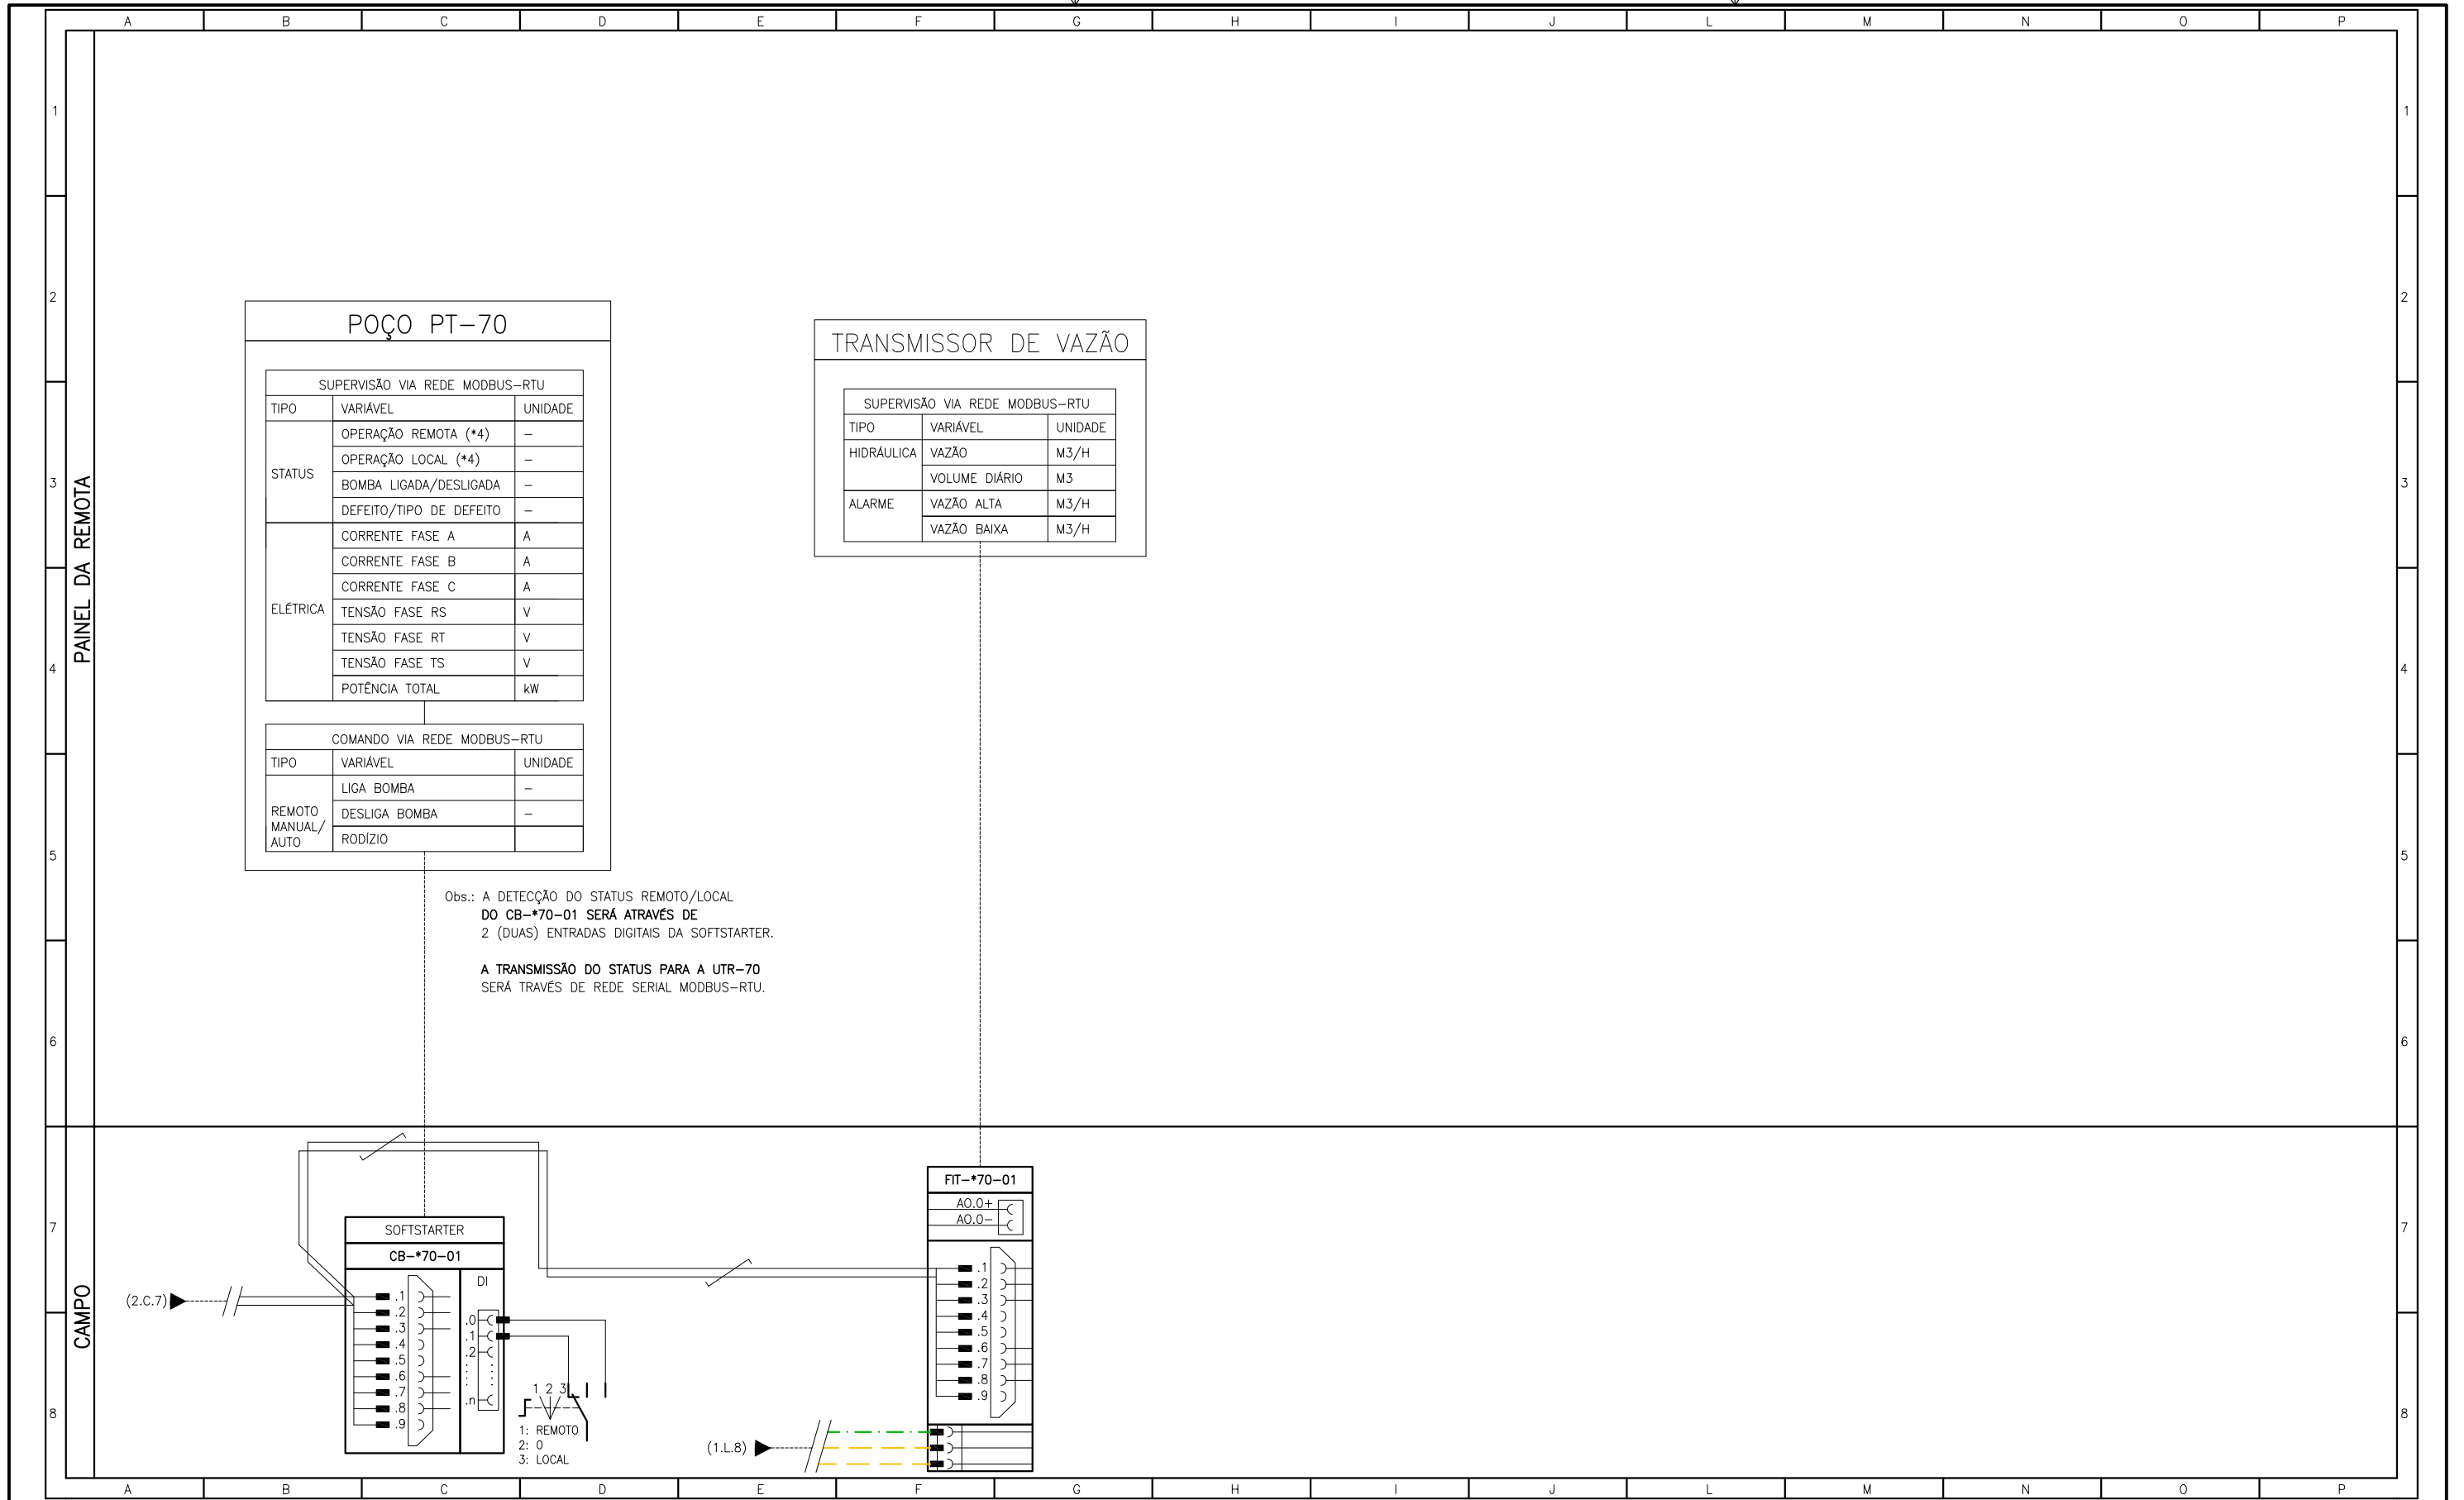 A B C D E F G H I J L M N O P
1 1
2 2
3 3
4 4
5 5
6 6
7 7
8 8
PAINEL DA REMOTA
CAMPO
POÇO PT-70
SUPERVISÃO VIA REDE MODBUS-RTU
TIPO VARIÁVEL UNIDADE
STATUS
OPERAÇÃO REMOTA (*4) -
OPERAÇÃO LOCAL (*4) -
BOMBA LIGADA/DESLIGADA -
DEFEITO/TIPO DE DEFEITO -
ELÉTRICA
CORRENTE FASE A A
CORRENTE FASE B A
CORRENTE FASE C A
TENSÃO FASE RS V
TENSÃO FASE RT V
TENSÃO FASE TS V
POTÊNCIA TOTAL kW
COMANDO VIA REDE MODBUS-RTU
TIPO VARIÁVEL UNIDADE
REMOTO
MANUAL/
AUTO
LIGA BOMBA -
DESLIGA BOMBA -
RODÍZIO
TRANSMISSOR DE VAZÃO
SUPERVISÃO VIA REDE MODBUS-RTU
TIPO VARIÁVEL UNIDADE
HIDRÁULICA VAZÃO M3/H
VOLUME DIÁRIO M3
ALARME VAZÃO ALTA M3/H
VAZÃO BAIXA M3/H
Obs.: A DETECÇÃO DO STATUS REMOTO/LOCAL
DO CB-*70-01 SERÁ ATRAVÉS DE
2 (DUAS) ENTRADAS DIGITAIS DA SOFTSTARTER.
A TRANSMISSÃO DO STATUS PARA A UTR-70
SERÁ TRAVÉS DE REDE SERIAL MODBUS-RTU.
(2.C.7)
SOFTSTARTER
CB-*70-01
.1
.2
.3
.4
.5
.6
.7
.8
.9
DI
.0
.1
.2
.n
1 2 3
1: REMOTO
2: 0
3: LOCAL
FIT-*70-01
AO.0+
AO.0-
.1
.2
.3
.4
.5
.6
.7
.8
.9
(1.L.8)
A B C D E F G H I J L M N O P